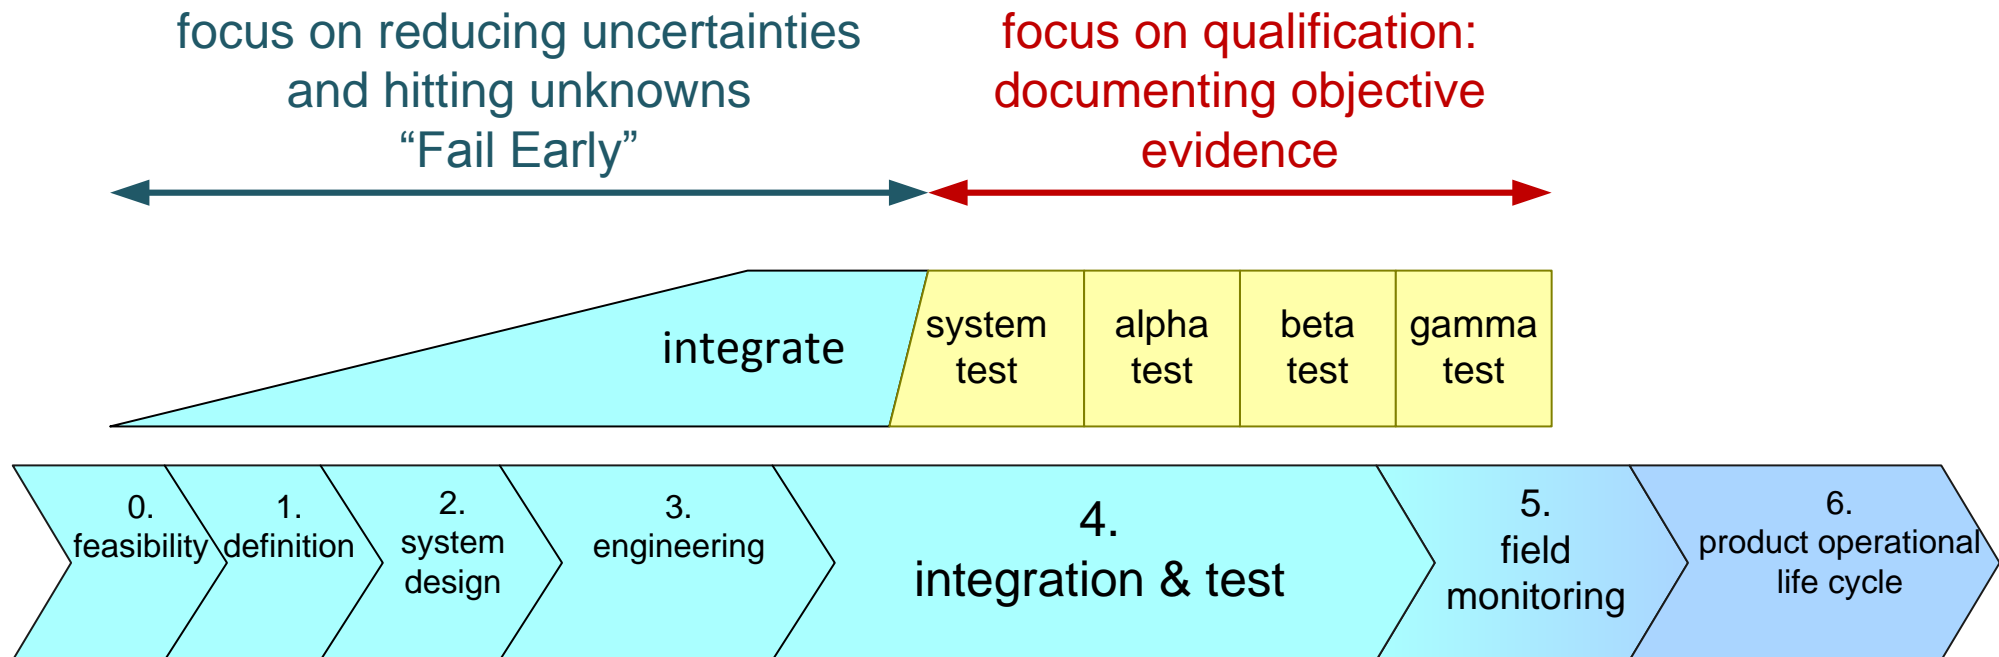 focus on reducing uncertainties
and hitting unknowns
“Fail Early”
focus on qualification:
documenting objective
evidence
integrate
system
test
alpha
test
beta
test
gamma
test
0.
feasibility
1.
definition
2.
system
design
3.
engineering
4.
integration & test
5.
field
monitoring
6.
product operational
life cycle